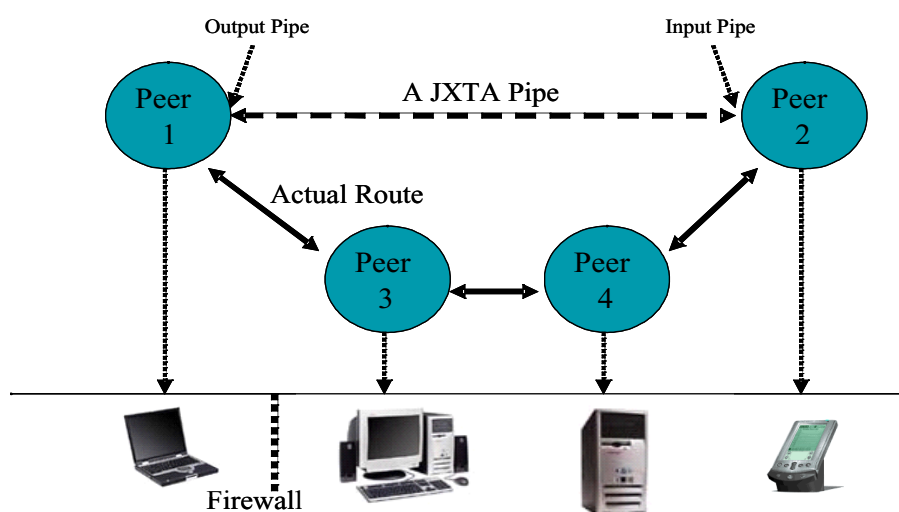 Output Pipe
Input Pipe
A JXTA Pipe
Peer
1
Peer
2
Actual Route
Peer
3
Peer
4
Firewall